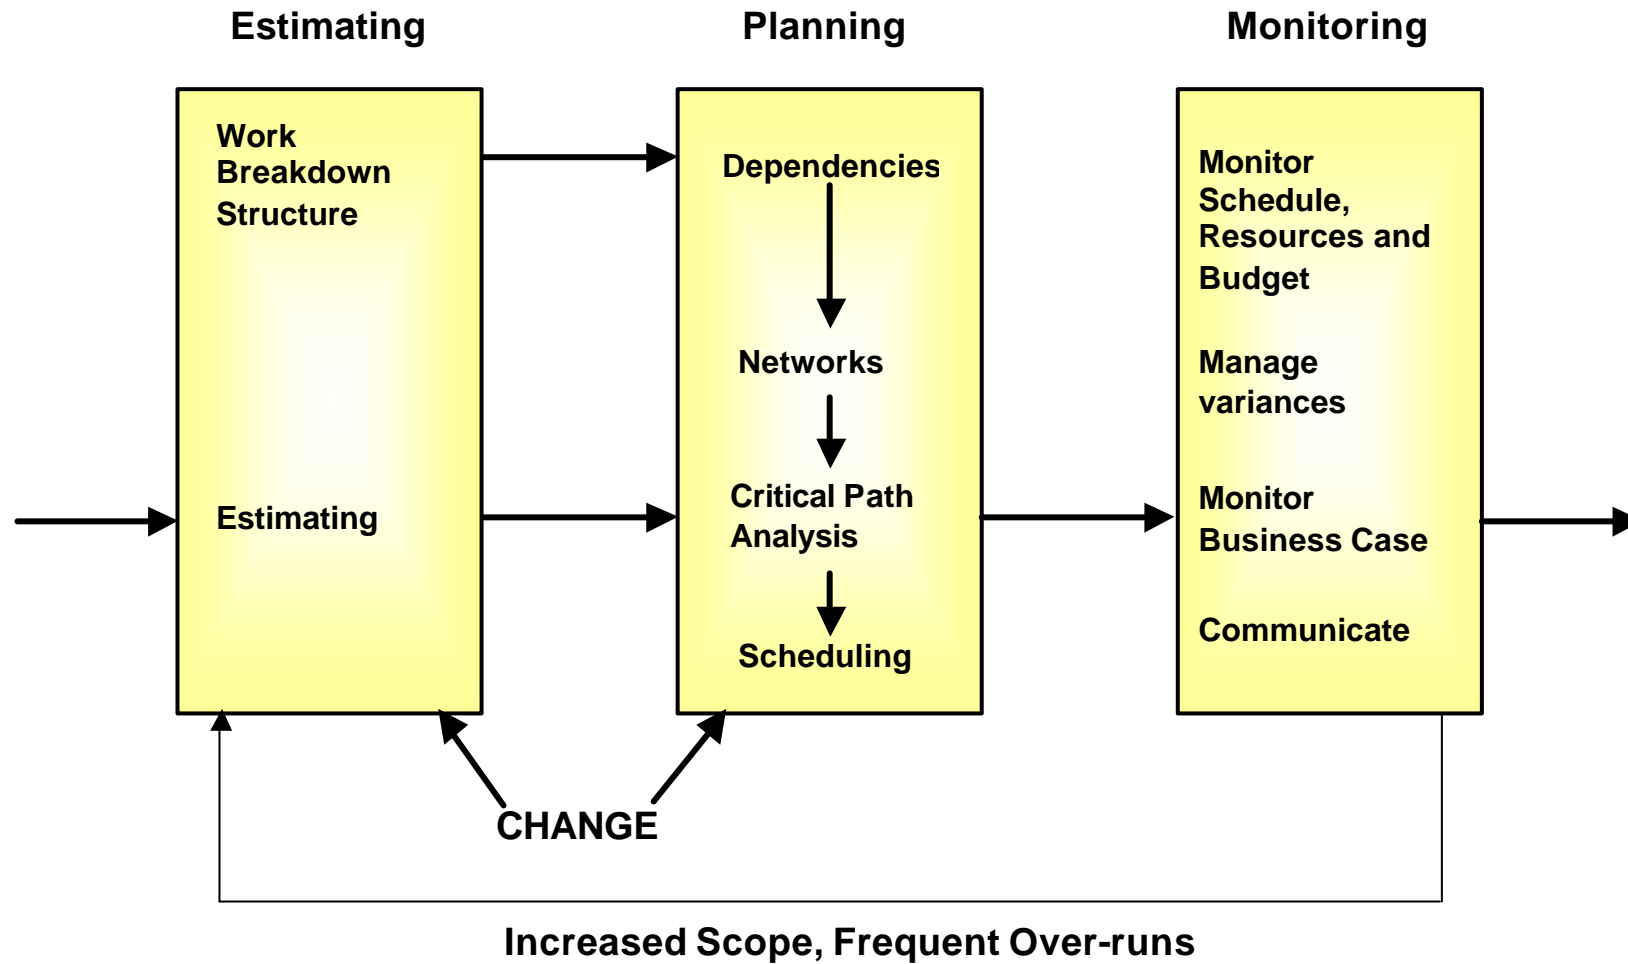 Estimating
Planning
Monitoring
Work
Breakdown
Structure
Estimating
Dependencies
Networks
Critical Path
Analysis
Scheduling
Monitor
Schedule,
Resources and
Budget
Manage
variances
Monitor
Business Case
Communicate
CHANGE
Increased Scope, Frequent Over-runs